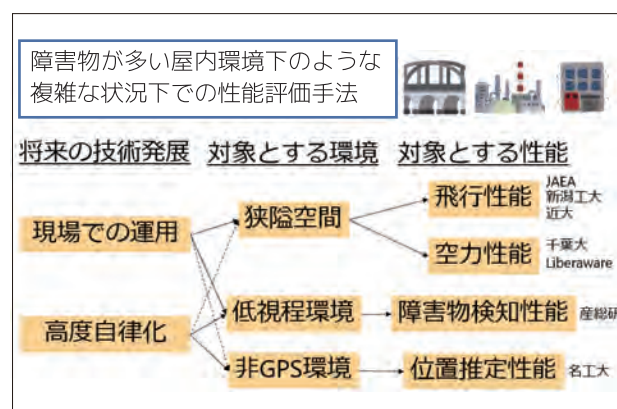 障害物が多い屋内環境下のような
複雑な状況下での性能評価手法
将来の技術発展
対象とする環境
対象とする性能
現場での運用
高度自律化
狭隘空間
低視程環境
非GPS環境
飛行性能
JAEA
新潟工大
近大
空力性能
千葉大
Liberaware
障害物検知性能
産総研
位置推定性能
名工大